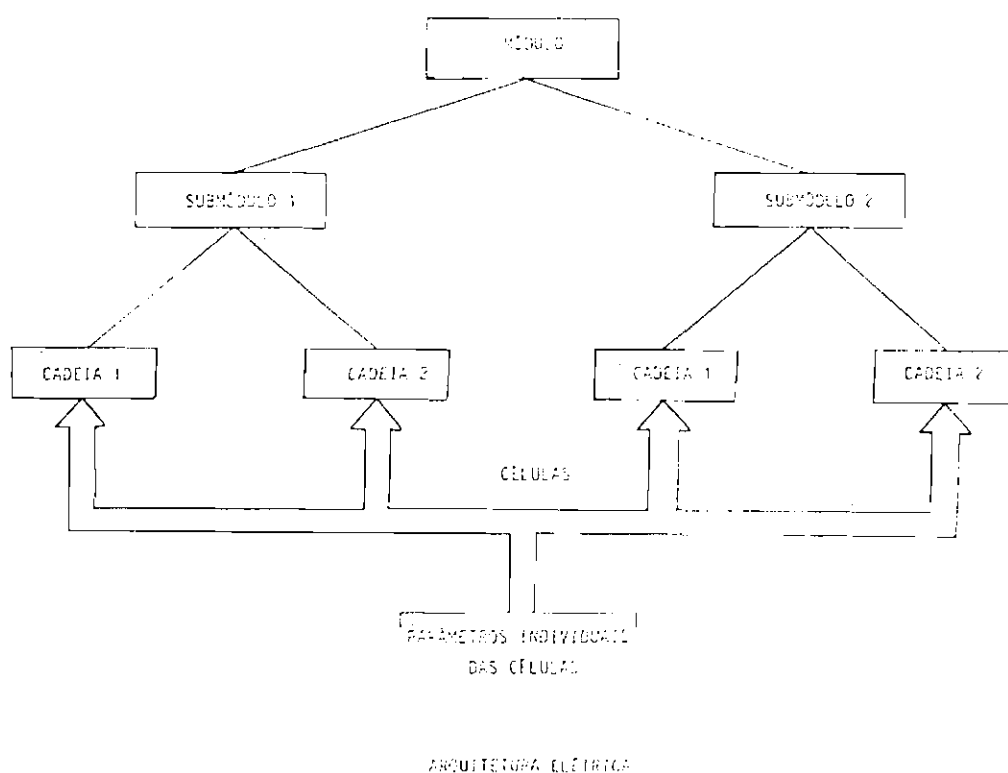 MÓDULO
SUBMÓDULO 1
SUBMÓDULO 2
CADEIA 1
CADEIA 2
CADEIA 1
CADEIA 2
CÉLULAS
PARÂMETROS INDIVIDUAIS
DAS CÉLULAS
ARQUITETURA ELÉTRICA